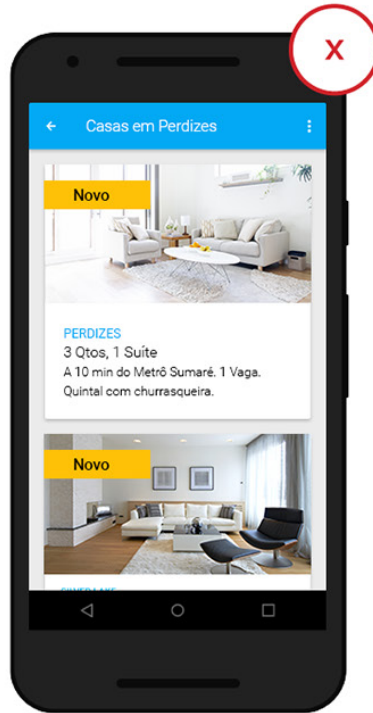 X
Casas em Perdizes
Novo
PERDIZES
3 Qtos, 1 Suíte
A 10 min do Metrô Sumaré. 1 Vaga.
Quintal com churrasqueira.
Novo